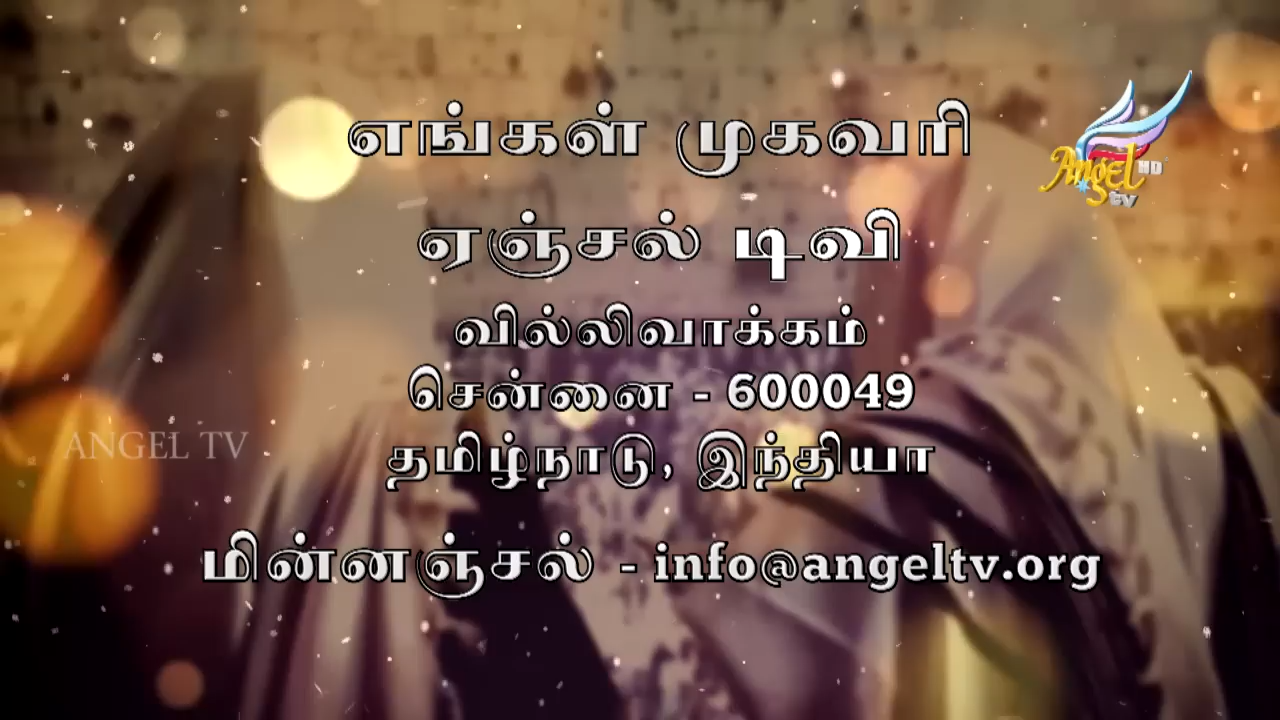 எங்கள் முகவரி
Angel HD
tv
ஏஞ்சல் டிவி
வில்லிவாக்கம்
சென்னை - 600049
தமிழ்நாடு, இந்தியா
ANGEL TV
மின்னஞ்சல் - info@angeltv.org